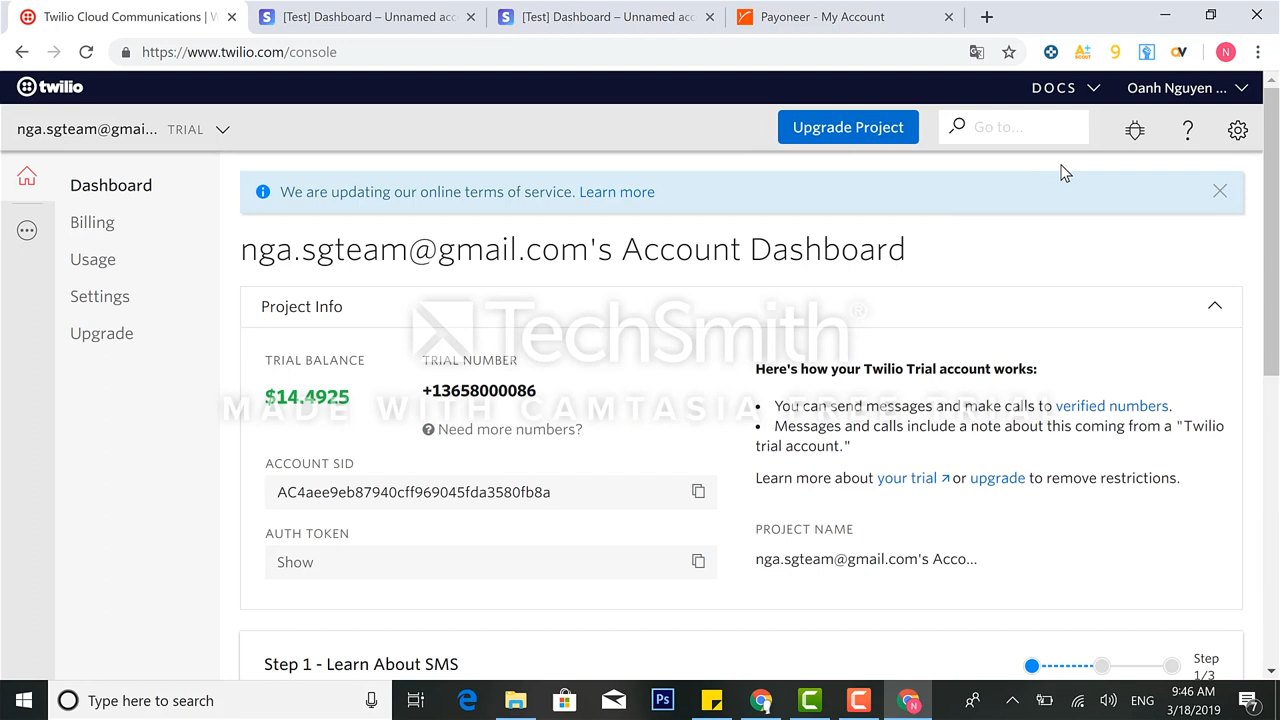 Twilio Cloud Communications | W
[Test] Dashboard – Unnamed acc
[Test] Dashboard – Unnamed acc
Payoneer - My Account
https://www.twilio.com/console
N
twilio
DOCS
Oanh Nguyen ...
nga.sgteam@gmai... TRIAL
Upgrade Project
Go to...
Dashboard
Billing
Usage
Settings
Upgrade
We are updating our online terms of service. Learn more
nga.sgteam@gmail.com's Account Dashboard
Project Info
TechSmith®
MADE WITH CAMTASIA FREE TRIAL
TRIAL BALANCE
$14.4925
TRIAL NUMBER
+13658000086
Need more numbers?
ACCOUNT SID
AC4aee9eb87940cff969045fda3580fb8a
AUTH TOKEN
Show
Here's how your Twilio Trial account works:
• You can send messages and make calls to verified numbers.
• Messages and calls include a note about this coming from a "Twilio
trial account."
Learn more about your trial or upgrade to remove restrictions.
PROJECT NAME
nga.sgteam@gmail.com's Acco...
Step 1 - Learn About SMS
Step
1/3
Type here to search
Ps
ENG
9:46 AM
3/18/2019
7